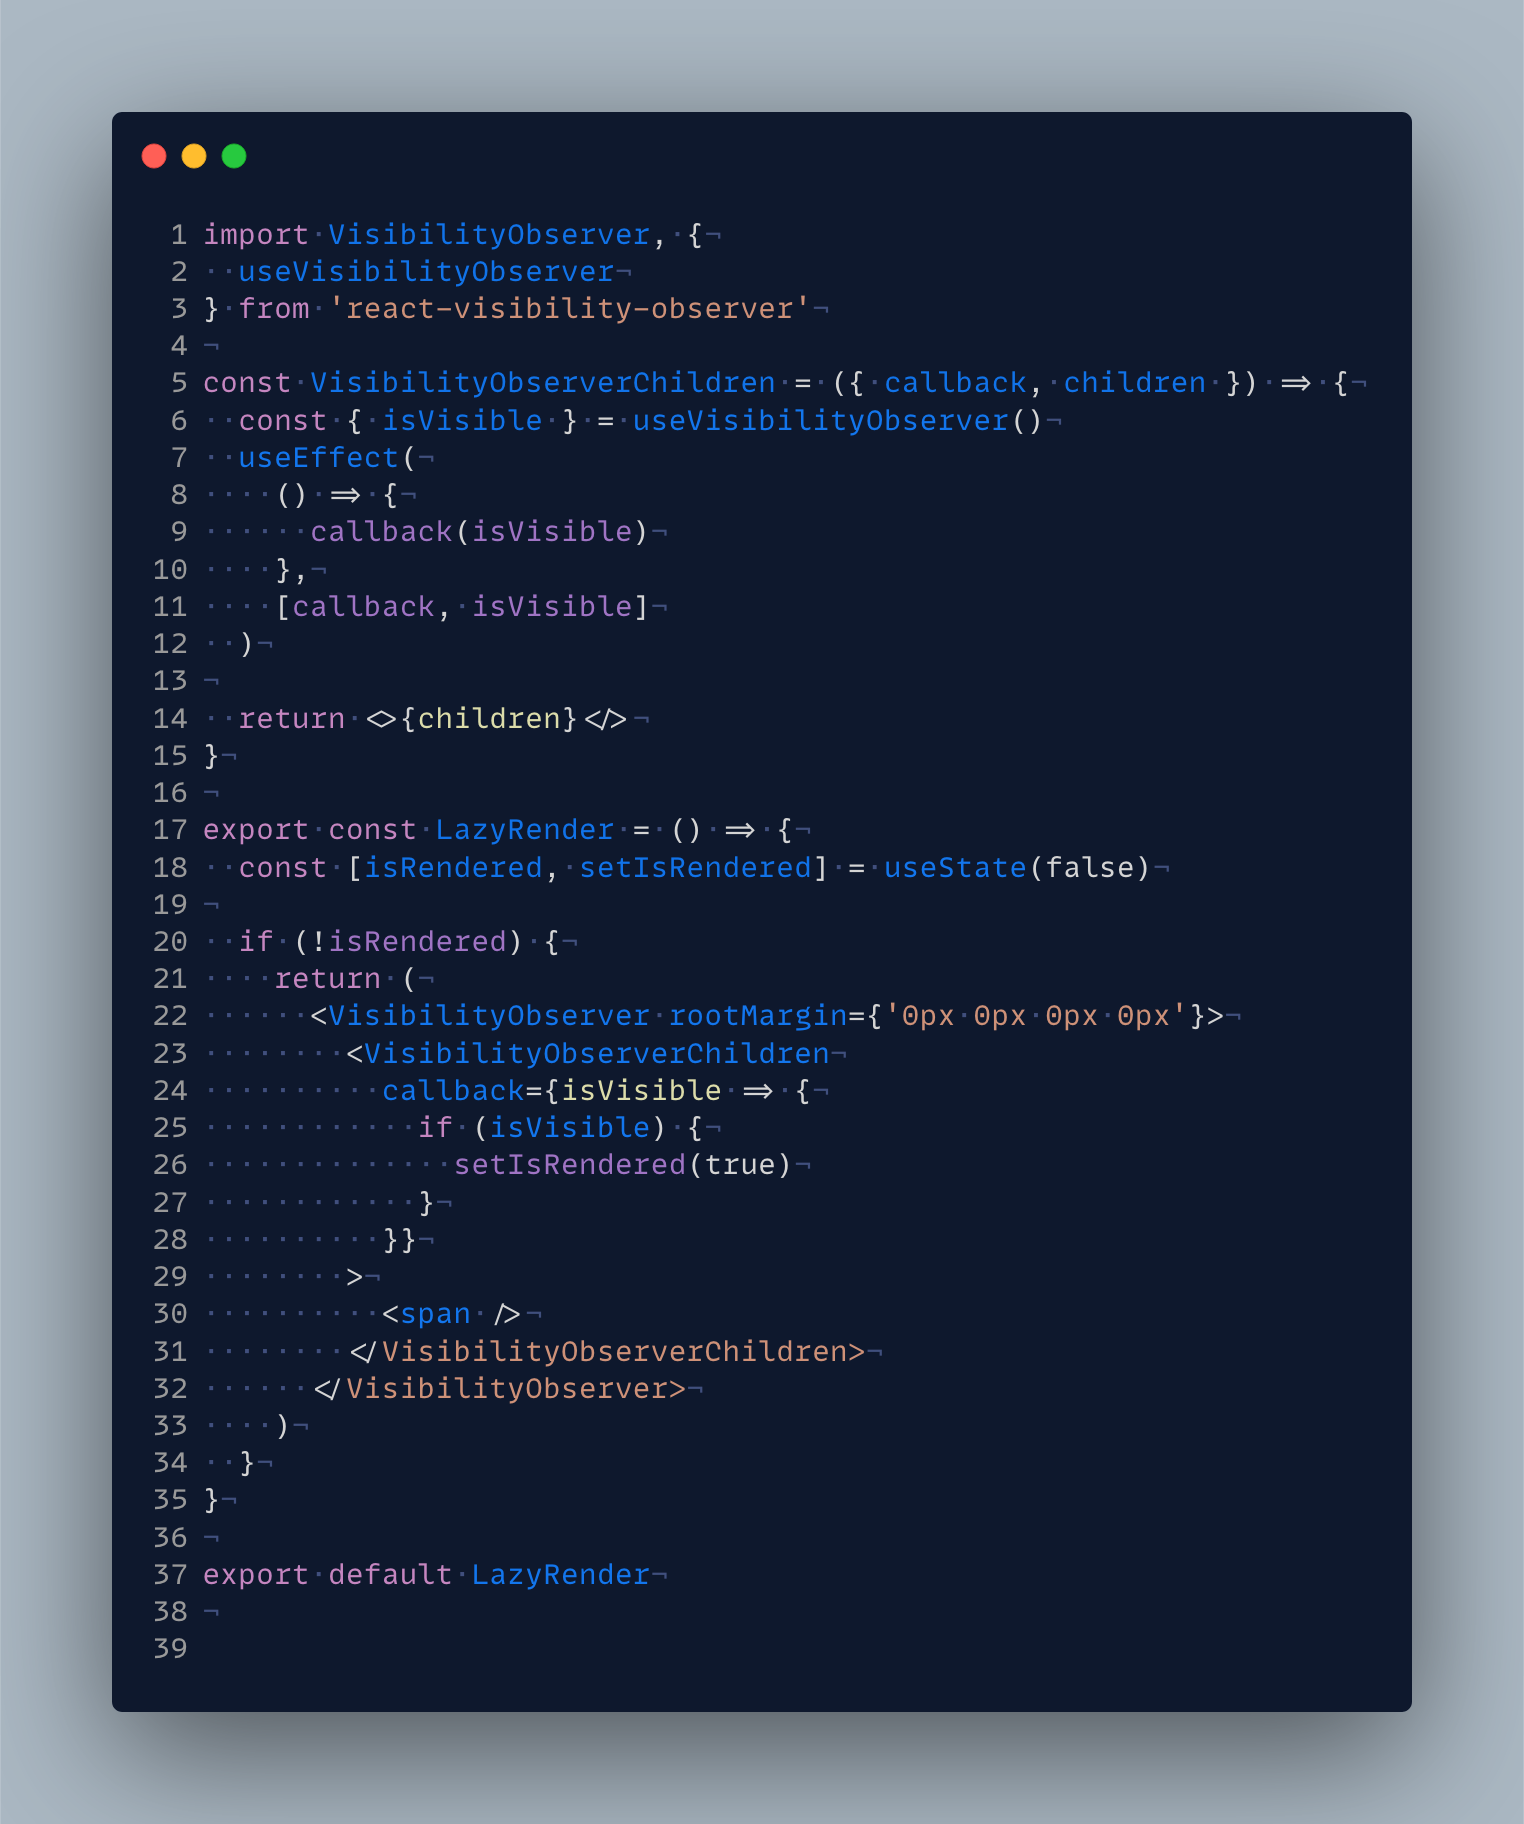 1 import VisibilityObserver, {
2   useVisibilityObserver
3 } from 'react-visibility-observer'
4
5 const VisibilityObserverChildren = ({ callback, children }) => {
6   const { isVisible } = useVisibilityObserver()
7   useEffect(
8     () => {
9       callback(isVisible)
10     },
11     [callback, isVisible]
12   )
13
14   return <>{children}</>
15 }
16
17 export const LazyRender = () => {
18   const [isRendered, setIsRendered] = useState(false)
19
20   if (!isRendered) {
21     return (
22       <VisibilityObserver rootMargin={'0px 0px 0px 0px'}>
23         <VisibilityObserverChildren
24           callback={isVisible => {
25             if (isVisible) {
26               setIsRendered(true)
27             }
28           }}
29         >
30           <span />
31         </VisibilityObserverChildren>
32       </VisibilityObserver>
33     )
34   }
35 }
36
37 export default LazyRender
38
39